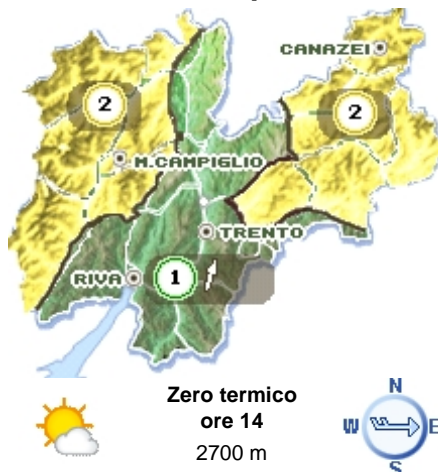 CANAZEI
2
2
M.CAMPIGLIO
TRENTO
RIVA
1
Zero termico
ore 14
2700 m
N
W
E
S